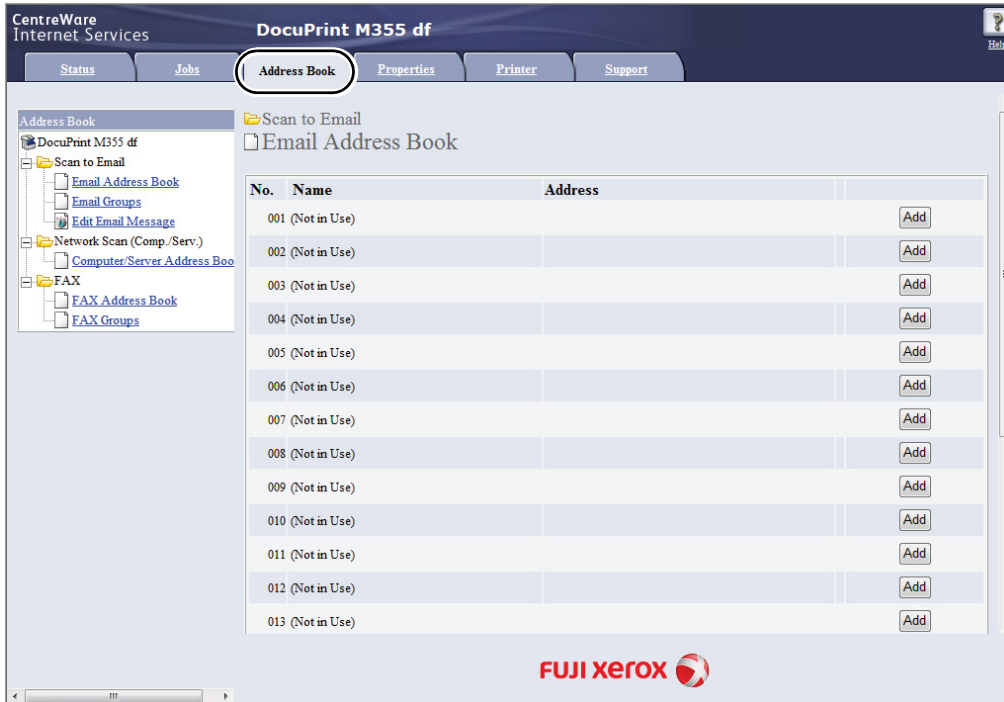 CentreWare
Internet Services
DocuPrint M355 df
Help
Status Jobs Address Book Properties Printer Support
Address Book
DocuPrint M355 df
Scan to Email
Email Address Book
Email Groups
Edit Email Message
Network Scan (Comp./Serv.)
Computer/Server Address Boo
FAX
FAX Address Book
FAX Groups
Scan to Email
Email Address Book
No. Name Address
001 (Not in Use) Add
002 (Not in Use) Add
003 (Not in Use) Add
004 (Not in Use) Add
005 (Not in Use) Add
006 (Not in Use) Add
007 (Not in Use) Add
008 (Not in Use) Add
009 (Not in Use) Add
010 (Not in Use) Add
011 (Not in Use) Add
012 (Not in Use) Add
013 (Not in Use) Add
FUJI xerox